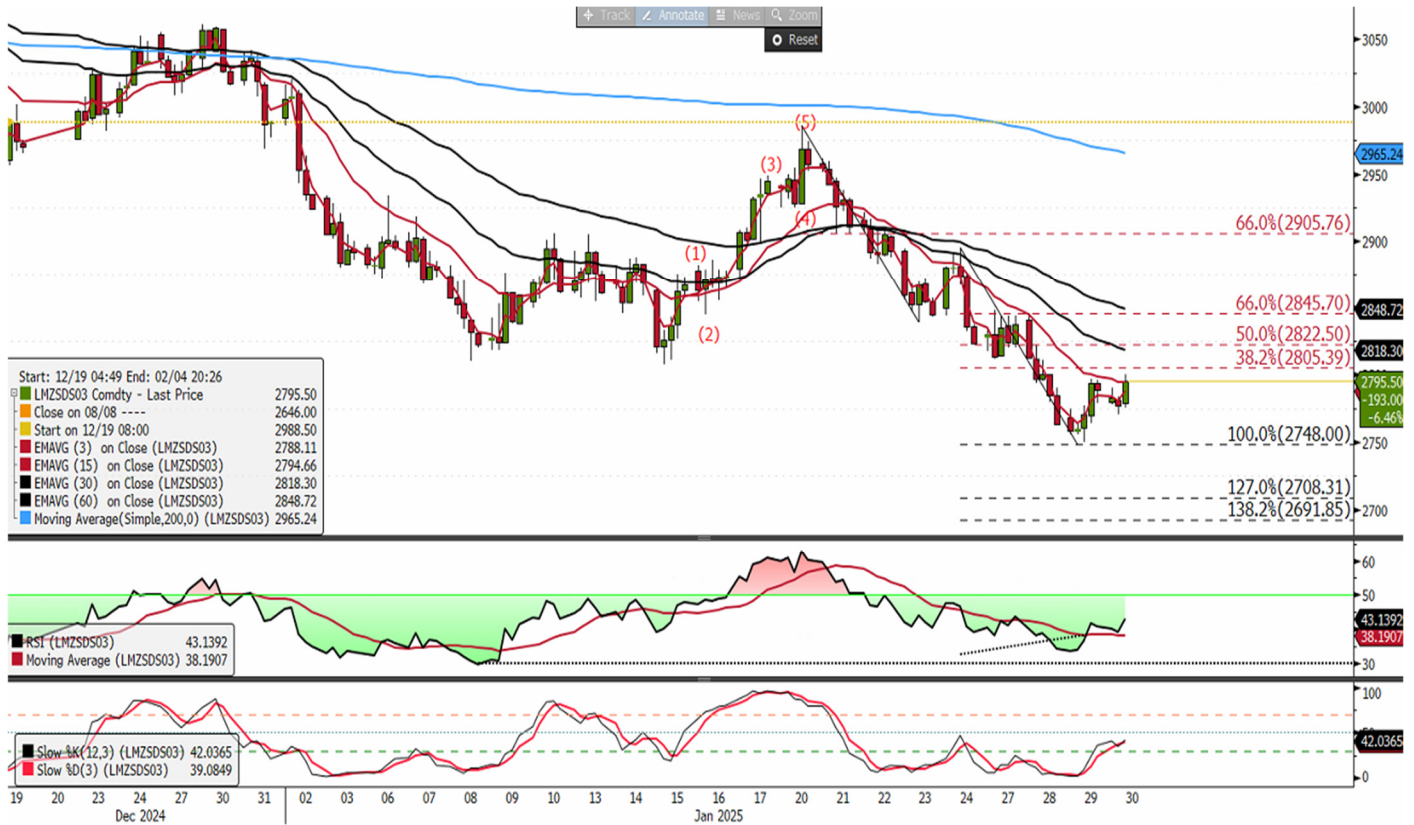 Track Annotate News Zoom
Reset
3050
3000
2965.24
2950
2900
2848.72
2818.30
2795.50
-193.00
-6.46%
2750
2700
(1)
(2)
(3)
(4)
(5)
66.0%(2905.76)
66.0%(2845.70)
50.0%(2822.50)
38.2%(2805.39)
100.0%(2748.00)
127.0%(2708.31)
138.2%(2691.85)
Start: 12/19 04:49 End: 02/04 20:26
LMZSDS03 Comdty - Last Price 2795.50
Close on 08/08 ---- 2646.00
Start on 12/19 08:00 2988.50
EMAVG (3) on Close (LMZSDS03) 2788.11
EMAVG (15) on Close (LMZSDS03) 2794.66
EMAVG (30) on Close (LMZSDS03) 2818.30
EMAVG (60) on Close (LMZSDS03) 2848.72
Moving Average(Simple,200,0) (LMZSDS03) 2965.24
60
50
43.1392
38.1907
30
RSI (LMZSDS03) 43.1392
Moving Average (LMZSDS03) 38.1907
100
42.0365
0
Slow %K(12,3) (LMZSDS03) 42.0365
Slow %D(3) (LMZSDS03) 39.0849
19 20 23 24 27 30 31 02 03 06 07 08 09 10 13 14 15 16 17 20 21 22 23 24 27 28 29 30
Dec 2024 Jan 2025